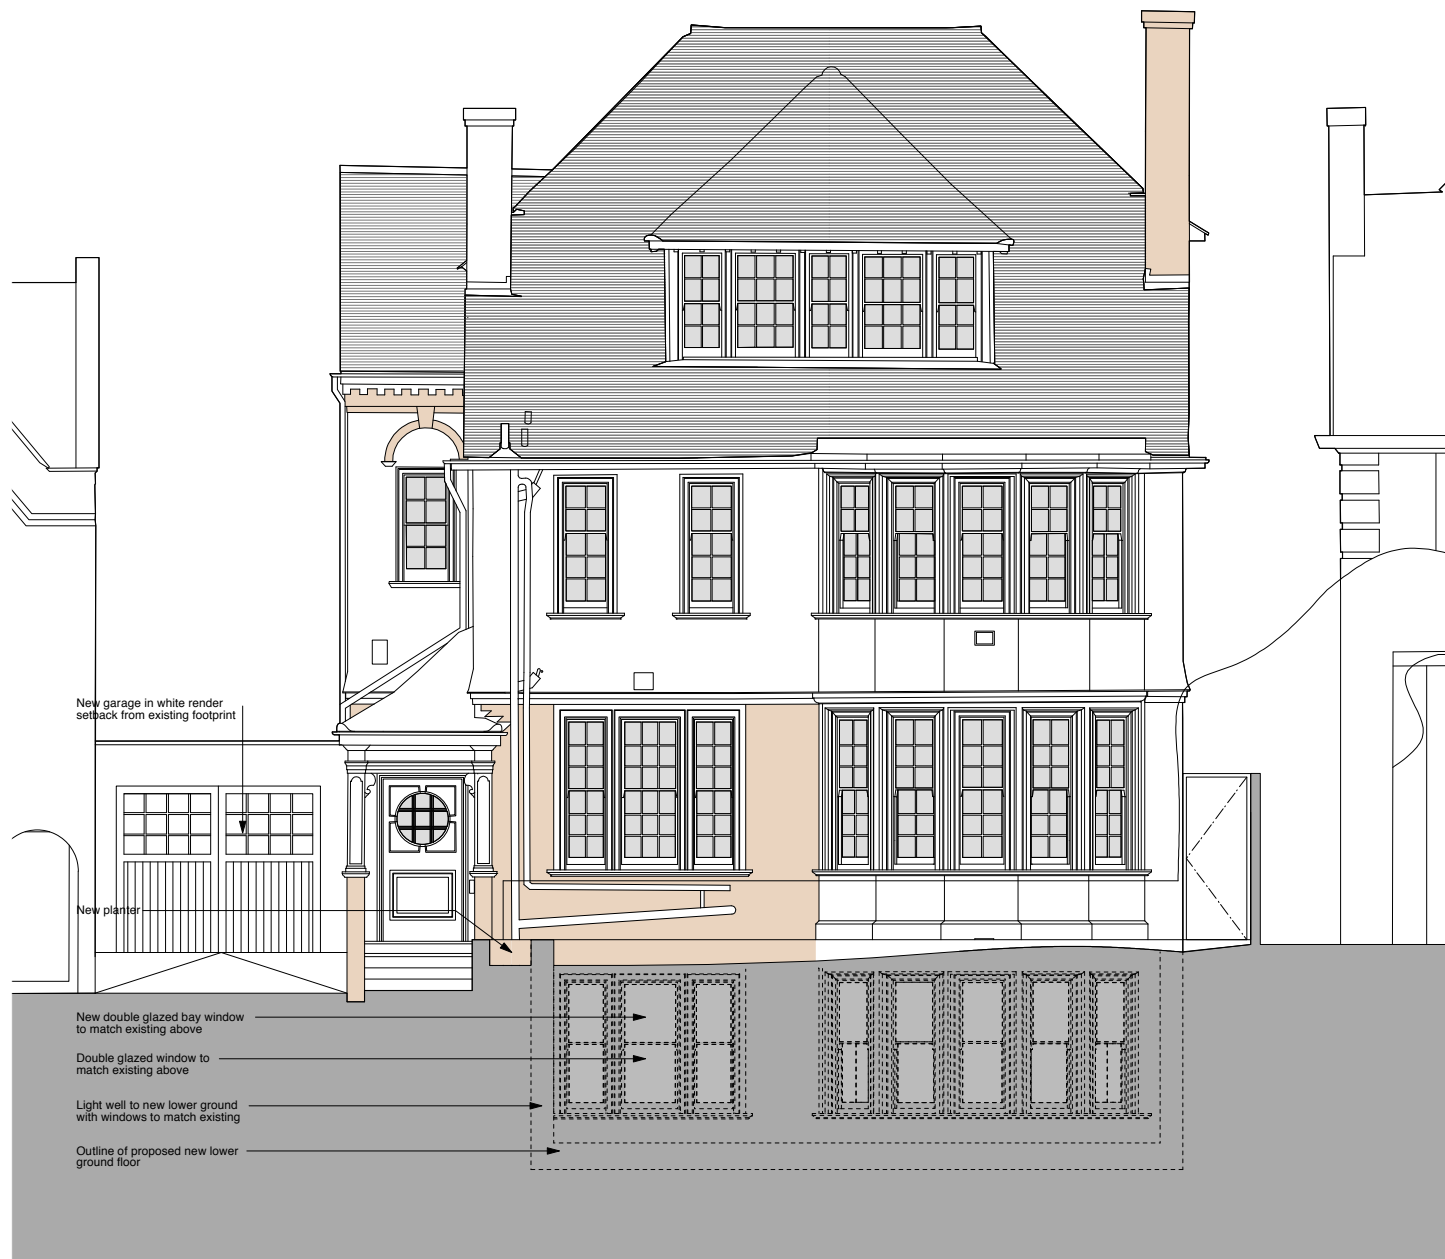 New garage in white render
setback from existing footprint
New planter
New double glazed bay window
to match existing above
Double glazed window to
match existing above
Light well to new lower ground
with windows to match existing
Outline of proposed new lower
ground floor